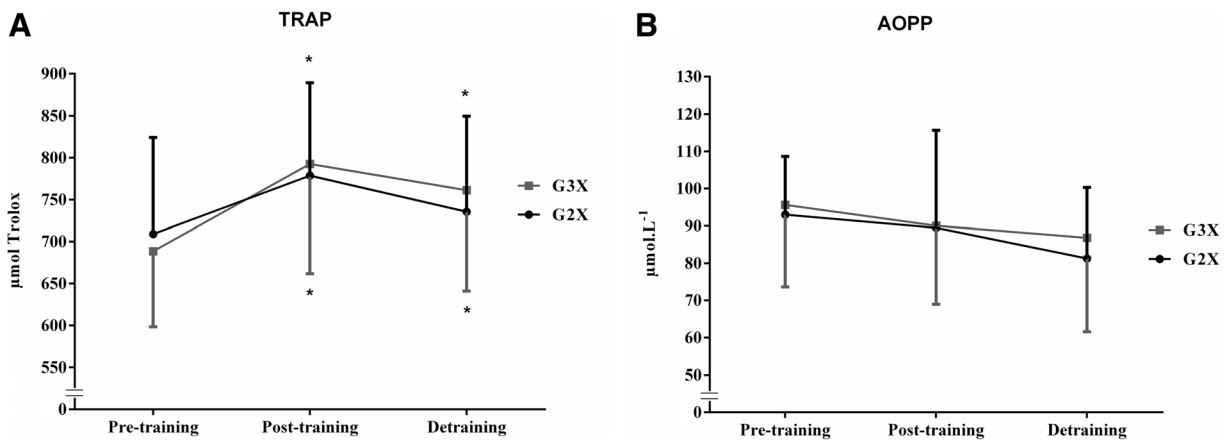 A
TRAP
900
850
800
750
700
650
600
550
0
µmol Trolox
*
*
*
*
Pre-training
Post-training
Detraining
G3X
G2X
B
AOPP
130
120
110
100
90
80
70
60
50
0
µmol.L⁻¹
Pre-training
Post-training
Detraining
G3X
G2X